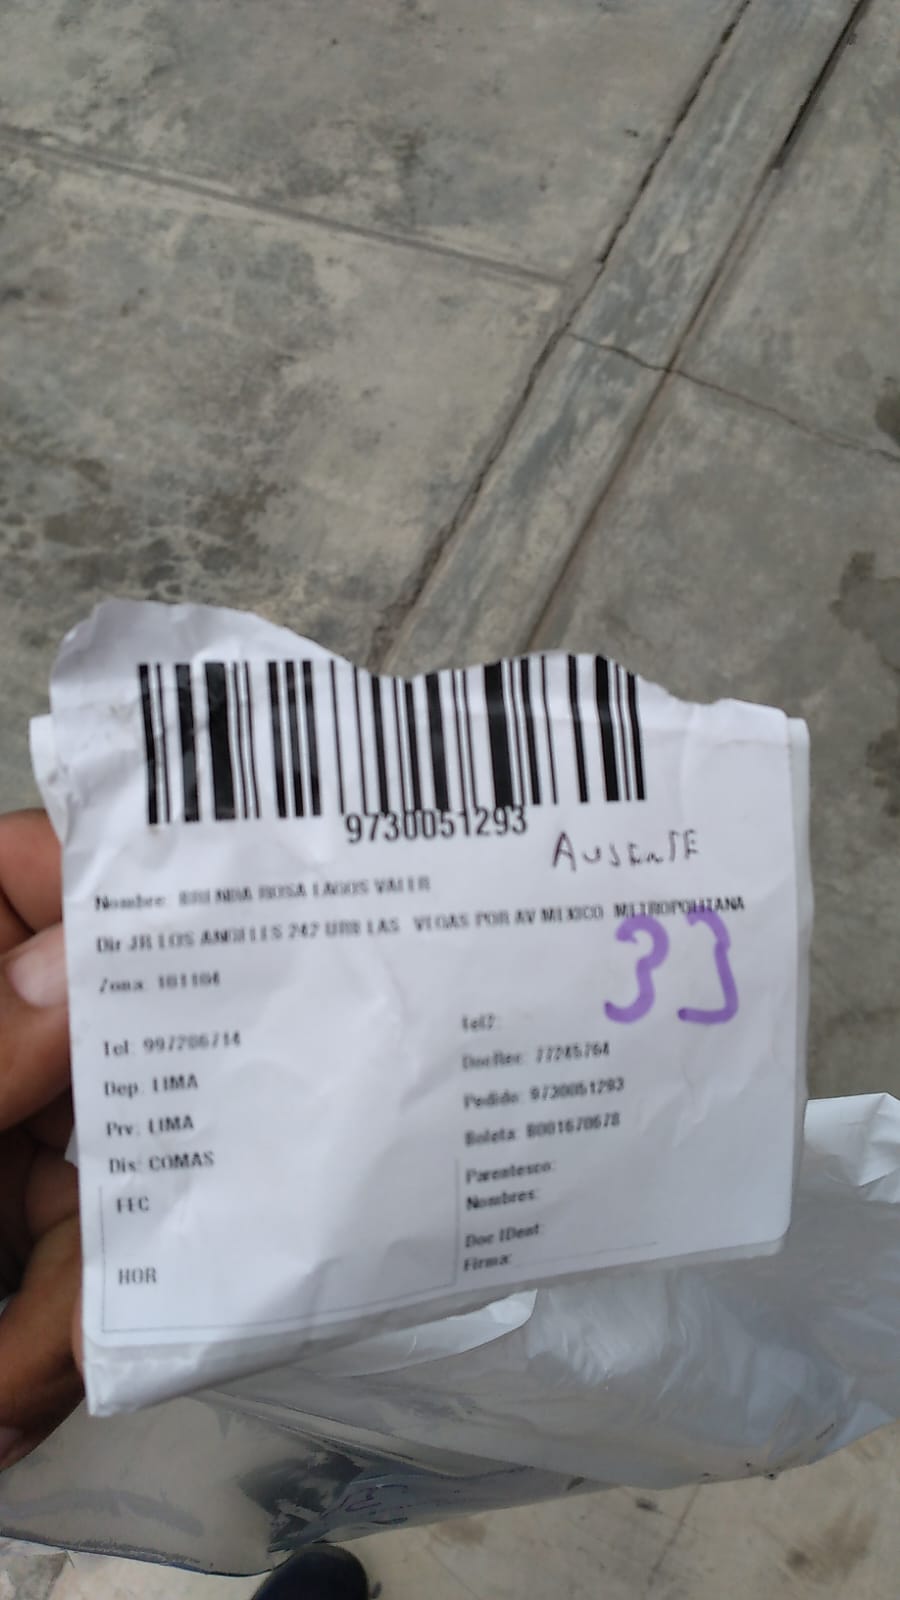 9730051293
AUSENTE
Nombre: BRENDA ROSA LAGOS VALER
Dir JR LOS ANGELES 242 URB LAS VEGAS POR AV MEXICO METROPOLITANA
33
Zona: 101104
Tel: 997286714
Tel2:
Dep: LIMA
DocRec: 77245764
Prv: LIMA
Pedido: 9730051293
Dis: COMAS
Boleta: B001670678
FEC
Parentesco:
Nombres:
HOR
Doc IDent:
Firma: